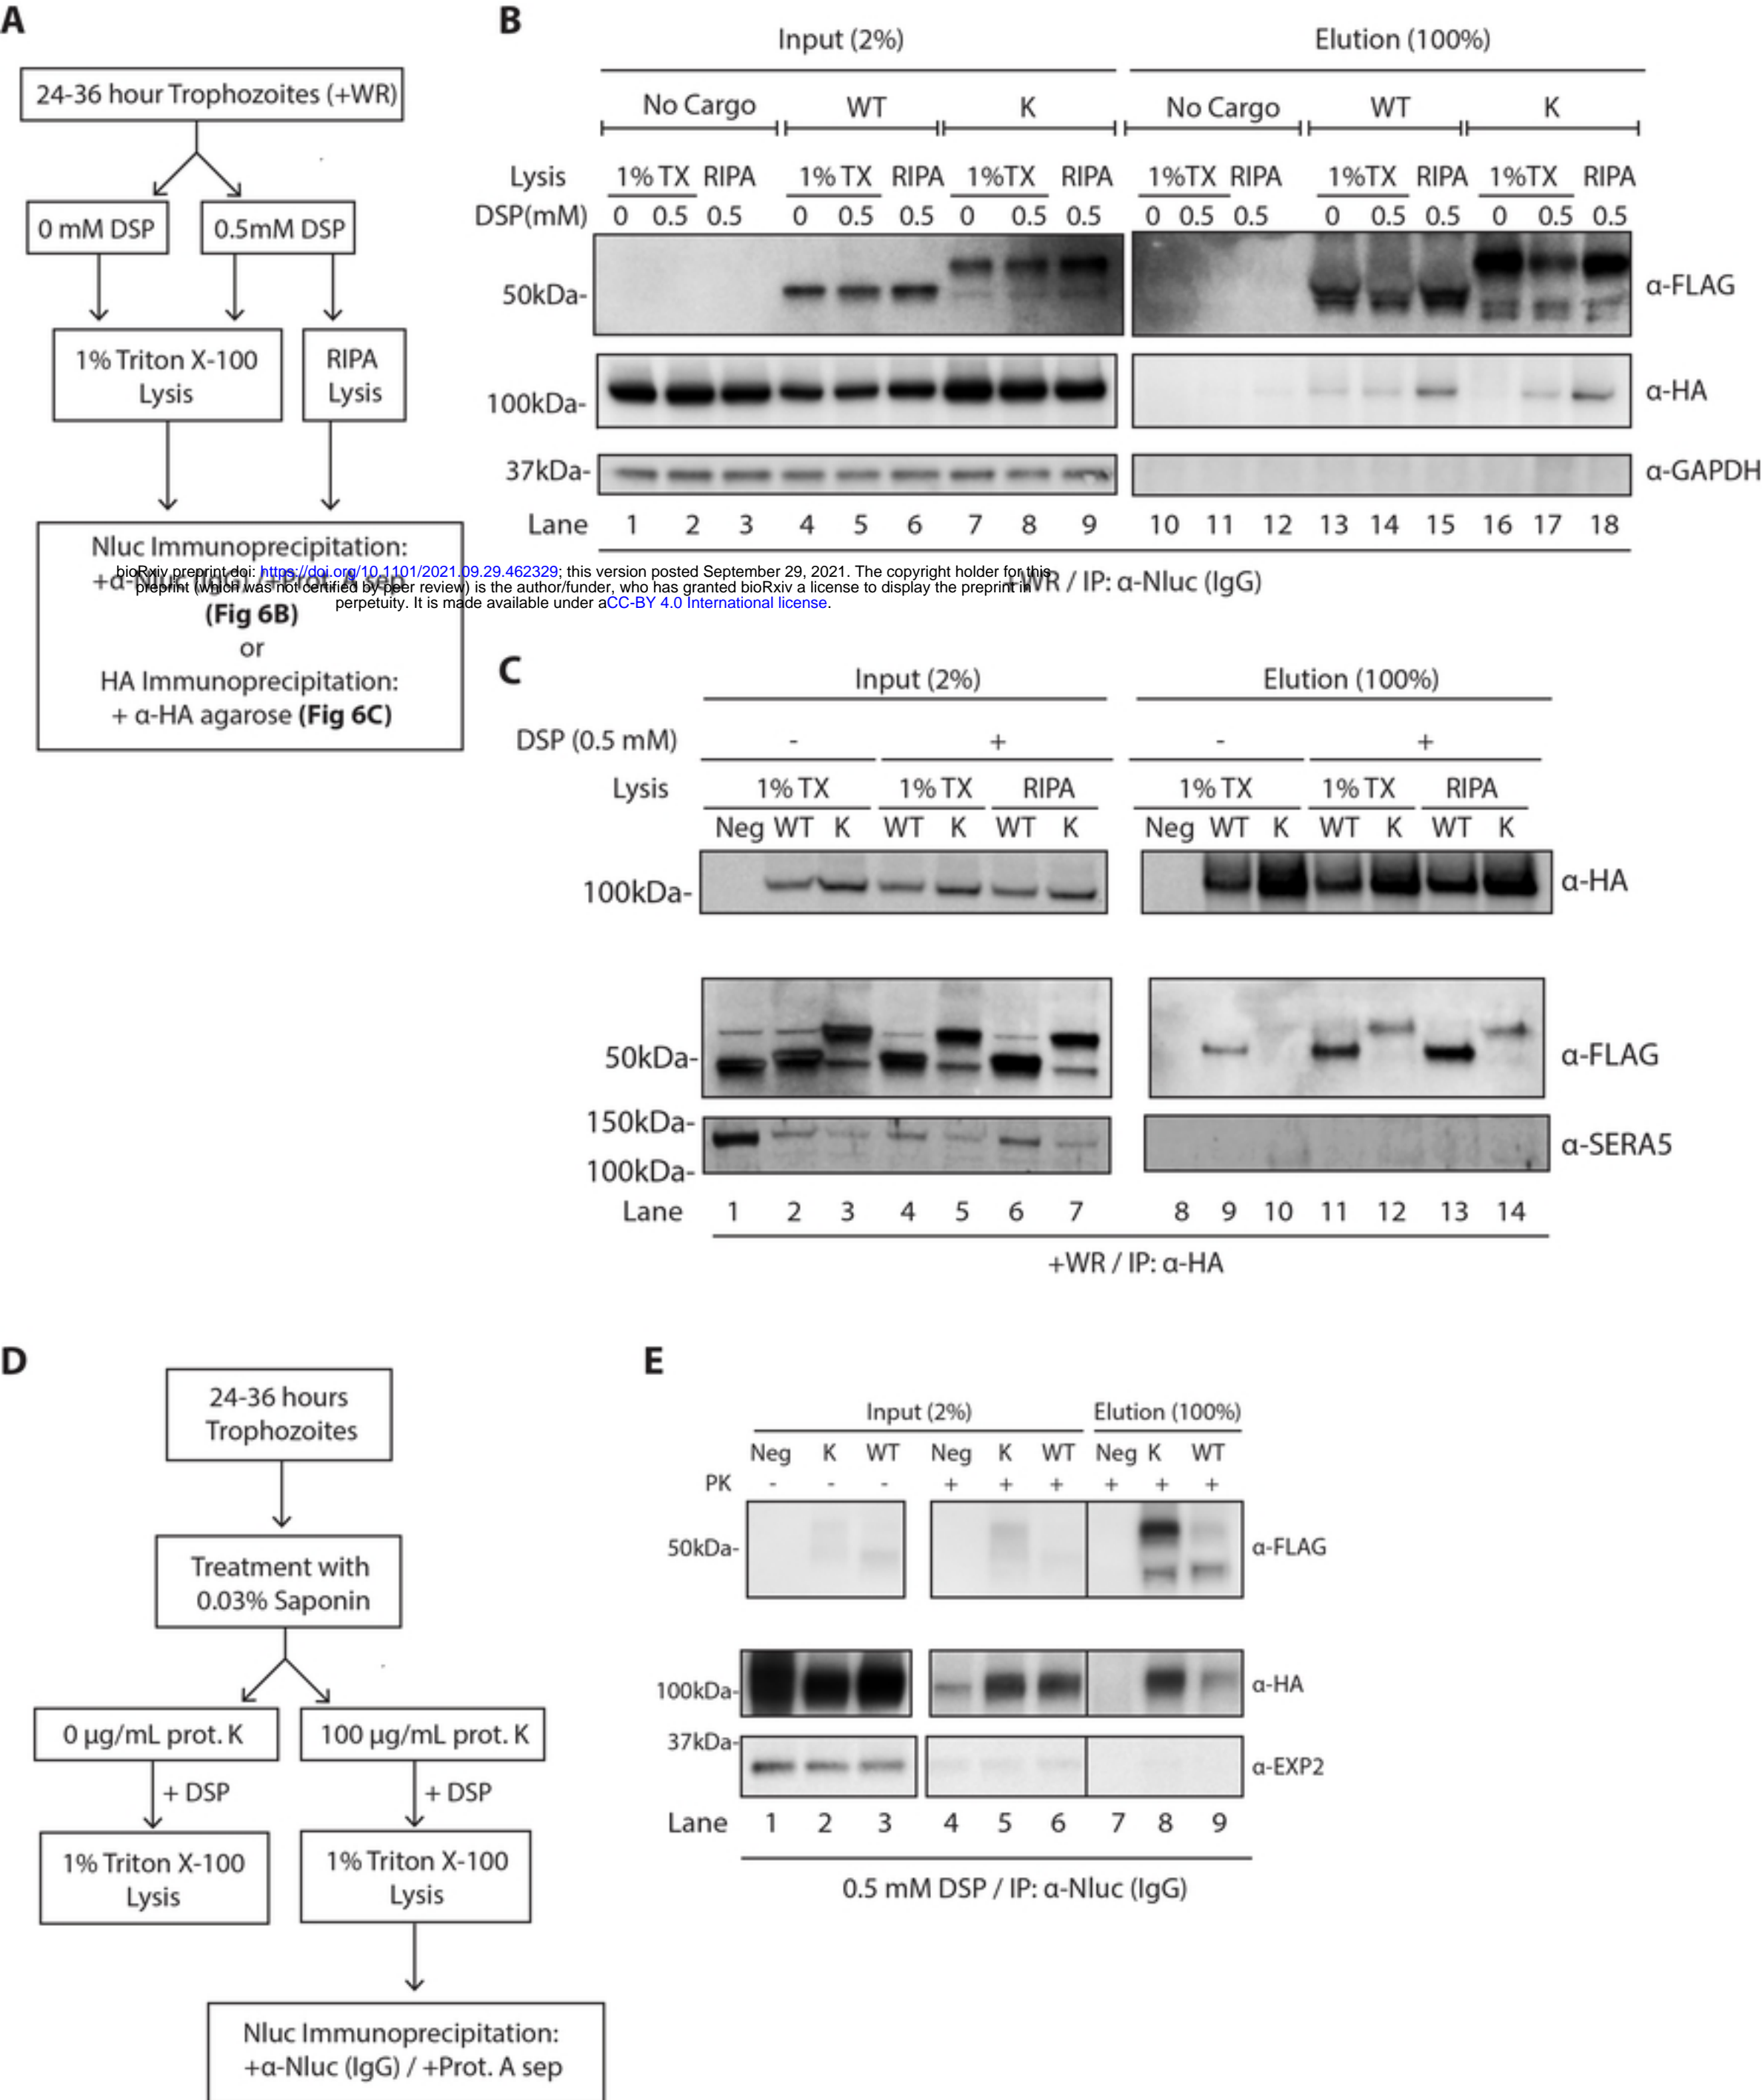 A
24-36 hour Trophozoites (+WR)
0 mM DSP
0.5mM DSP
1% Triton X-100
Lysis
RIPA
Lysis
Nluc Immunoprecipitation:
+α-Nluc (IgG) /+Prot. A sep
(Fig 6B)
or
HA Immunoprecipitation:
+ α-HA agarose (Fig 6C)
bioRxiv preprint doi: https://doi.org/10.1101/2021.09.29.462329; this version posted September 29, 2021. The copyright holder for this
preprint (which was not certified by peer review) is the author/funder, who has granted bioRxiv a license to display the preprint in
perpetuity. It is made available under aCC-BY 4.0 International license.
B
Input (2%) Elution (100%)
No Cargo WT K No Cargo WT K
Lysis 1% TX RIPA 1% TX RIPA 1%TX RIPA 1%TX RIPA 1%TX RIPA 1%TX RIPA
DSP(mM) 0 0.5 0.5 0 0.5 0.5 0 0.5 0.5 0 0.5 0.5 0 0.5 0.5 0 0.5 0.5
50kDa- α-FLAG
100kDa- α-HA
37kDa- α-GAPDH
Lane 1 2 3 4 5 6 7 8 9 10 11 12 13 14 15 16 17 18
+WR / IP: α-Nluc (IgG)
C
Input (2%) Elution (100%)
DSP (0.5 mM) - + - +
Lysis 1% TX 1% TX RIPA 1% TX 1% TX RIPA
Neg WT K WT K WT K Neg WT K WT K WT K
100kDa- α-HA
50kDa- α-FLAG
150kDa-
100kDa- α-SERA5
Lane 1 2 3 4 5 6 7 8 9 10 11 12 13 14
+WR / IP: α-HA
D
24-36 hours
Trophozoites
Treatment with
0.03% Saponin
0 µg/mL prot. K
100 µg/mL prot. K
+ DSP
+ DSP
1% Triton X-100
Lysis
1% Triton X-100
Lysis
Nluc Immunoprecipitation:
+α-Nluc (IgG) / +Prot. A sep
E
Input (2%) Elution (100%)
Neg K WT Neg K WT Neg K WT
PK - - - + + + + + +
50kDa- α-FLAG
100kDa- α-HA
37kDa- α-EXP2
Lane 1 2 3 4 5 6 7 8 9
0.5 mM DSP / IP: α-Nluc (IgG)